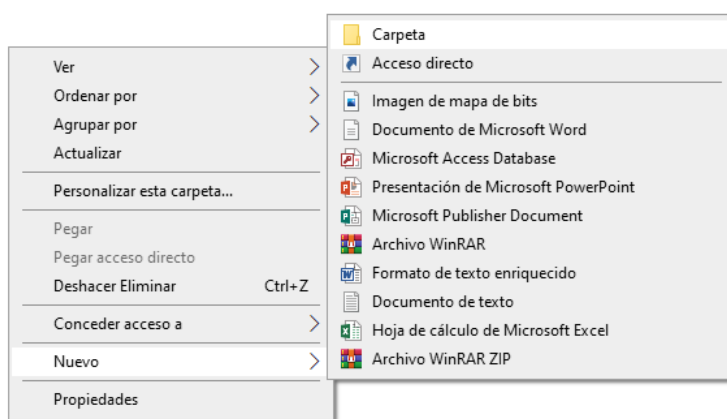 Ver
Ordenar por
Agrupar por
Actualizar
Personalizar esta carpeta...
Pegar
Pegar acceso directo
Deshacer Eliminar Ctrl+Z
Conceder acceso a
Nuevo
Propiedades
Carpeta
Acceso directo
Imagen de mapa de bits
Documento de Microsoft Word
Microsoft Access Database
Presentación de Microsoft PowerPoint
Microsoft Publisher Document
Archivo WinRAR
Formato de texto enriquecido
Documento de texto
Hoja de cálculo de Microsoft Excel
Archivo WinRAR ZIP